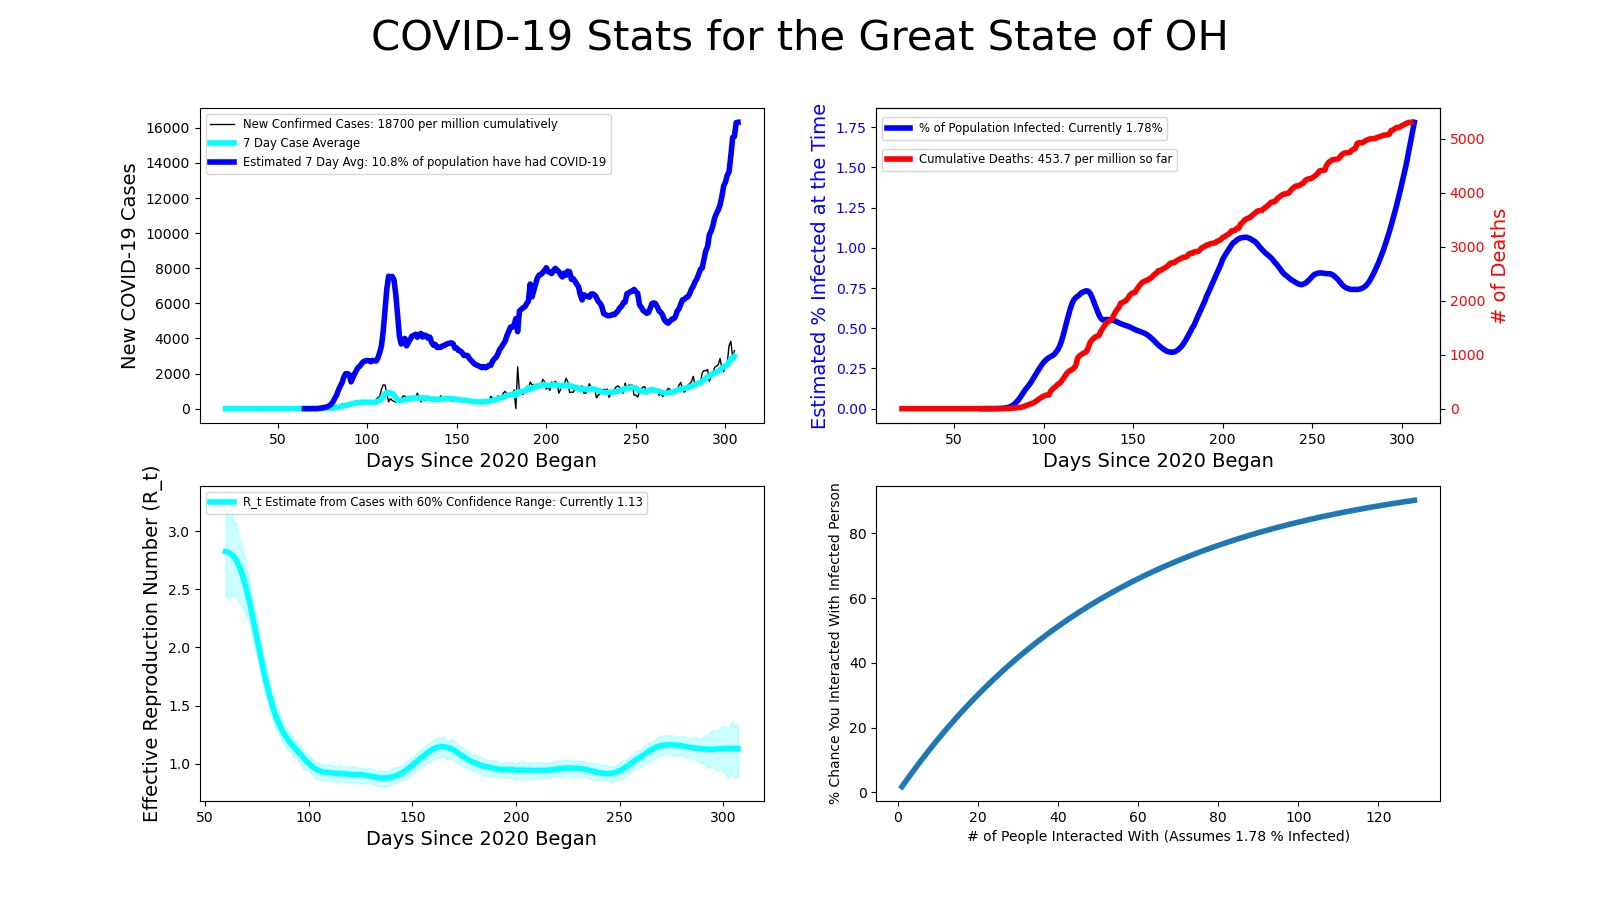 COVID-19 Stats for the Great State of OH
New COVID-19 Cases
16000
14000
12000
10000
8000
6000
4000
2000
0
New Confirmed Cases: 18700 per million cumulatively
7 Day Case Average
Estimated 7 Day Avg: 10.8% of population have had COVID-19
50 100 150 200 250 300
Days Since 2020 Began
Estimated % Infected at the Time
1.75
1.50
1.25
1.00
0.75
0.50
0.25
0.00
% of Population Infected: Currently 1.78%
Cumulative Deaths: 453.7 per million so far
5000
4000
3000
2000
1000
0
# of Deaths
50 100 150 200 250 300
Days Since 2020 Began
Effective Reproduction Number (R_t)
3.0
2.5
2.0
1.5
1.0
R_t Estimate from Cases with 60% Confidence Range: Currently 1.13
50 100 150 200 250 300
Days Since 2020 Began
% Chance You Interacted With Infected Person
80
60
40
20
0
0 20 40 60 80 100 120
# of People Interacted With (Assumes 1.78 % Infected)